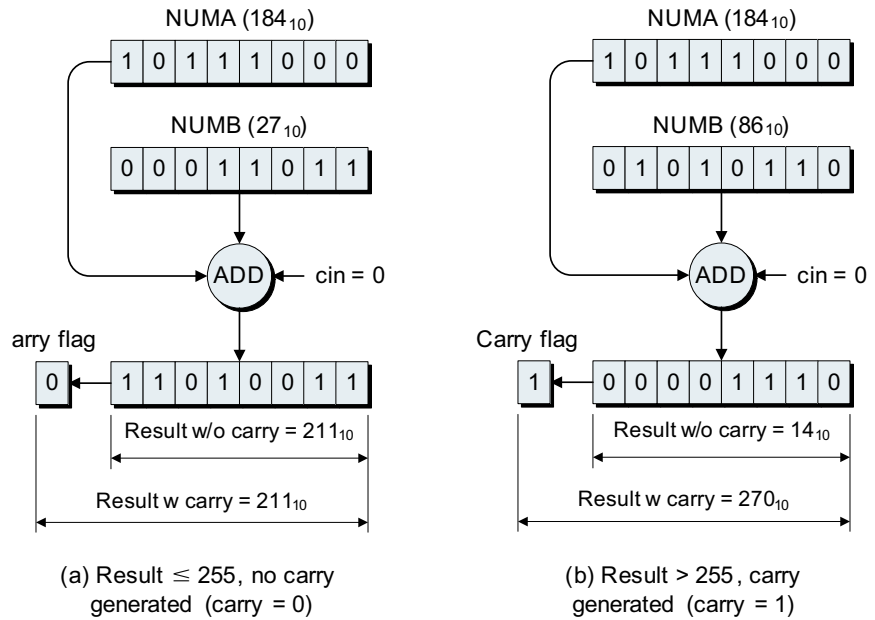 NUMA (184₁₀)
1 0 1 1 1 0 0 0
NUMB (27₁₀)
0 0 0 1 1 0 1 1
ADD
cin = 0
arry flag
0
1 1 0 1 0 0 1 1
Result w/o carry = 211₁₀
Result w carry = 211₁₀
(a) Result ≤ 255, no carry
generated (carry = 0)
NUMA (184₁₀)
1 0 1 1 1 0 0 0
NUMB (86₁₀)
0 1 0 1 0 1 1 0
ADD
cin = 0
Carry flag
1
0 0 0 0 1 1 1 0
Result w/o carry = 14₁₀
Result w carry = 270₁₀
(b) Result > 255, carry
generated (carry = 1)